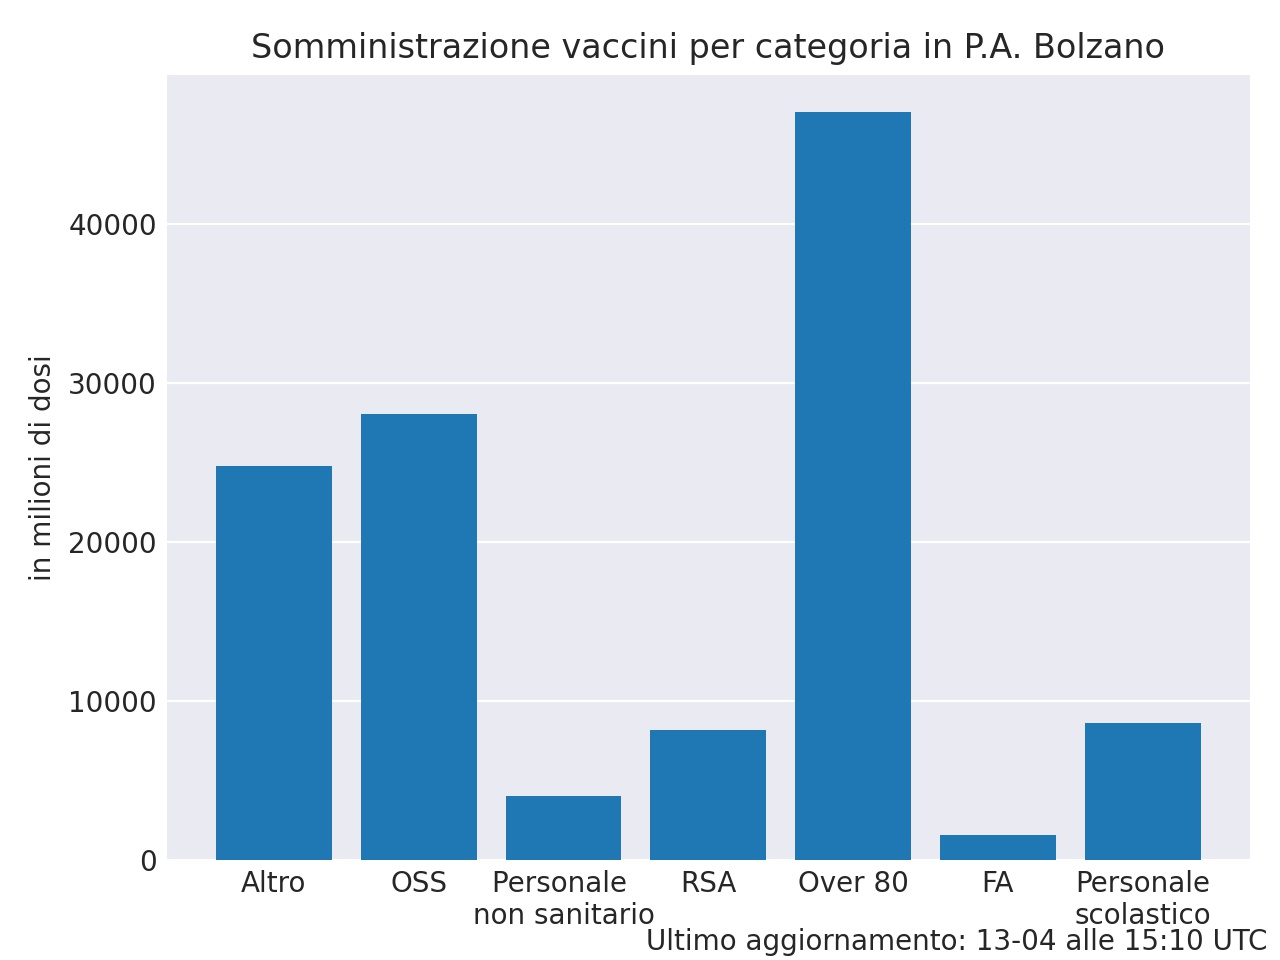 Somministrazione vaccini per categoria in P.A. Bolzano
in milioni di dosi
40000
30000
20000
10000
0
Altro
OSS
Personale
non sanitario
RSA
Over 80
FA
Personale
scolastico
Ultimo aggiornamento: 13-04 alle 15:10 UTC